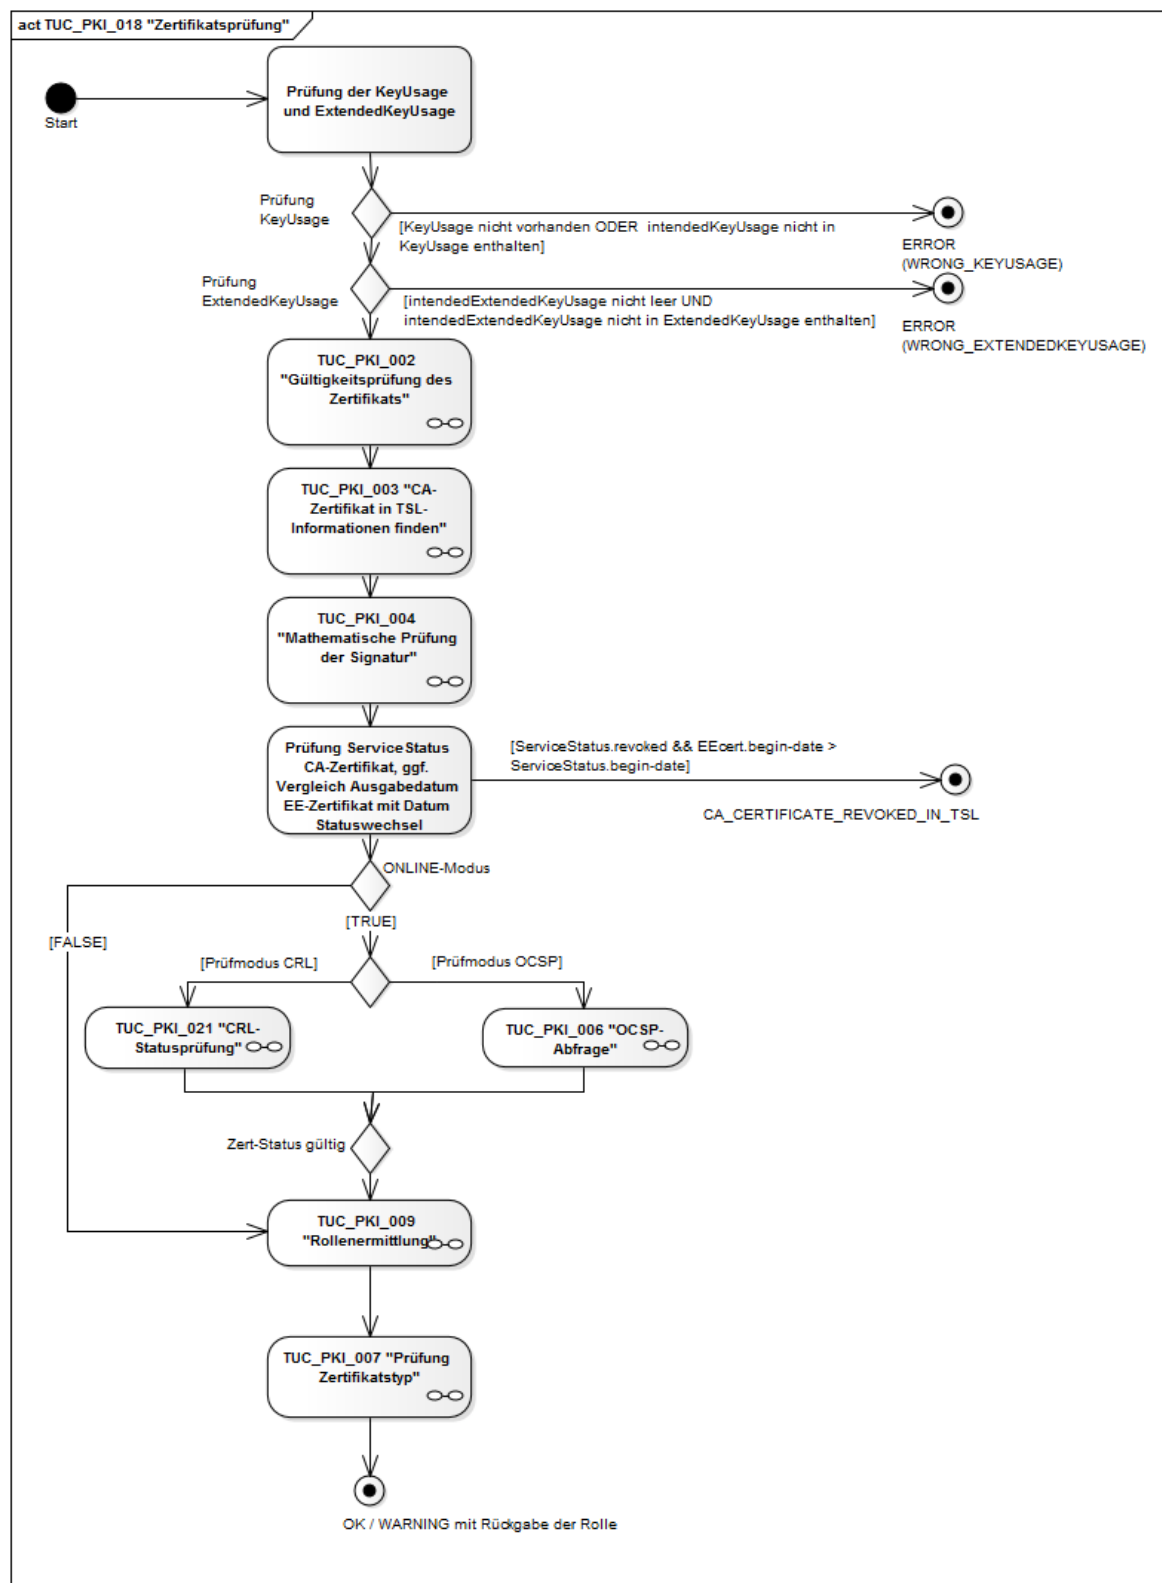 act TUC_PKI_018 "Zertifikatsprüfung"
Prüfung der KeyUsage
und ExtendedKeyUsage
Start
Prüfung
KeyUsage
[KeyUsage nicht vorhanden ODER intendedKeyUsage nicht in
KeyUsage enthalten]
ERROR
(WRONG_KEYUSAGE)
Prüfung
ExtendedKeyUsage
[intendedExtendedKeyUsage nicht leer UND
intendedExtendedKeyUsage nicht in ExtendedKeyUsage enthalten]
ERROR
(WRONG_EXTENDEDKEYUSAGE)
TUC_PKI_002
"Gültigkeitsprüfung des
Zertifikats"
TUC_PKI_003 "CA-
Zertifikat in TSL-
Informationen finden"
TUC_PKI_004
"Mathematische Prüfung
der Signatur"
Prüfung ServiceStatus
CA-Zertifikat, ggf.
Vergleich Ausgabedatum
EE-Zertifikat mit Datum
Statuswechsel
[ServiceStatus.revoked && EEcert.begin-date >
ServiceStatus.begin-date]
CA_CERTIFICATE_REVOKED_IN_TSL
ONLINE-Modus
[TRUE]
[FALSE]
[Prüfmodus CRL]
[Prüfmodus OCSP]
TUC_PKI_021 "CRL-
Statusprüfung"
TUC_PKI_006 "OCSP-
Abfrage"
Zert-Status gültig
TUC_PKI_009
"Rollenermittlung"
TUC_PKI_007 "Prüfung
Zertifikatstyp"
OK / WARNING mit Rückgabe der Rolle